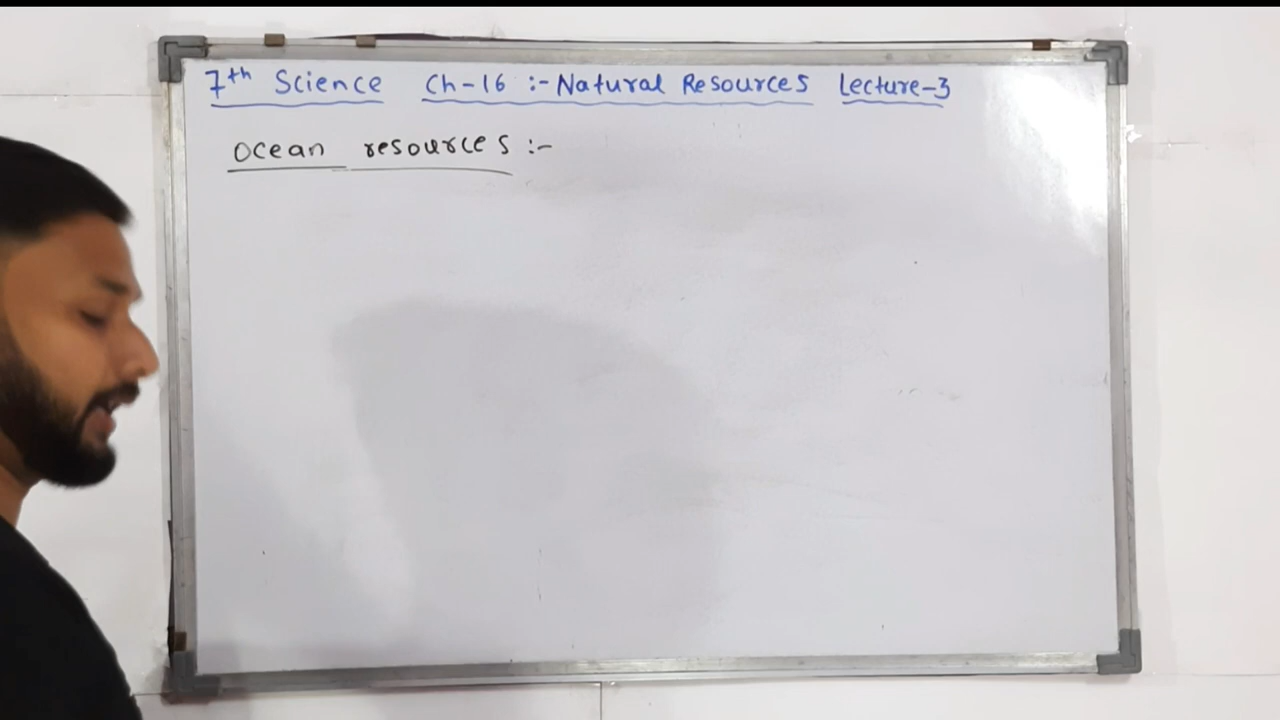 7th Science Ch-16 :- Natural Resources Lecture-3
Ocean resources :-